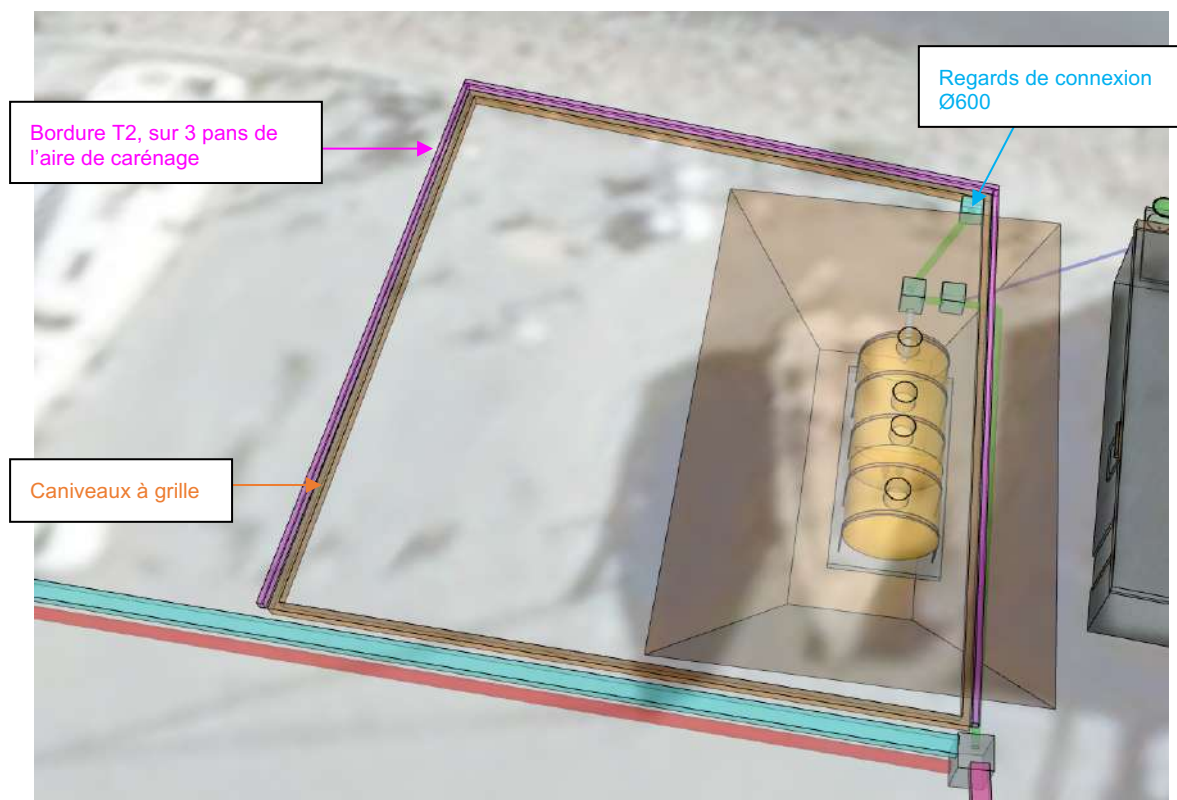 Regards de connexion
Ø600
Bordure T2, sur 3 pans de
l’aire de carénage
Caniveaux à grille